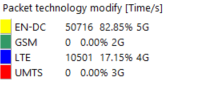 Packet technology modify [Time/s]
EN-DC 50716 82.85% 5G
GSM 0 0.00% 2G
LTE 10501 17.15% 4G
UMTS 0 0.00% 3G